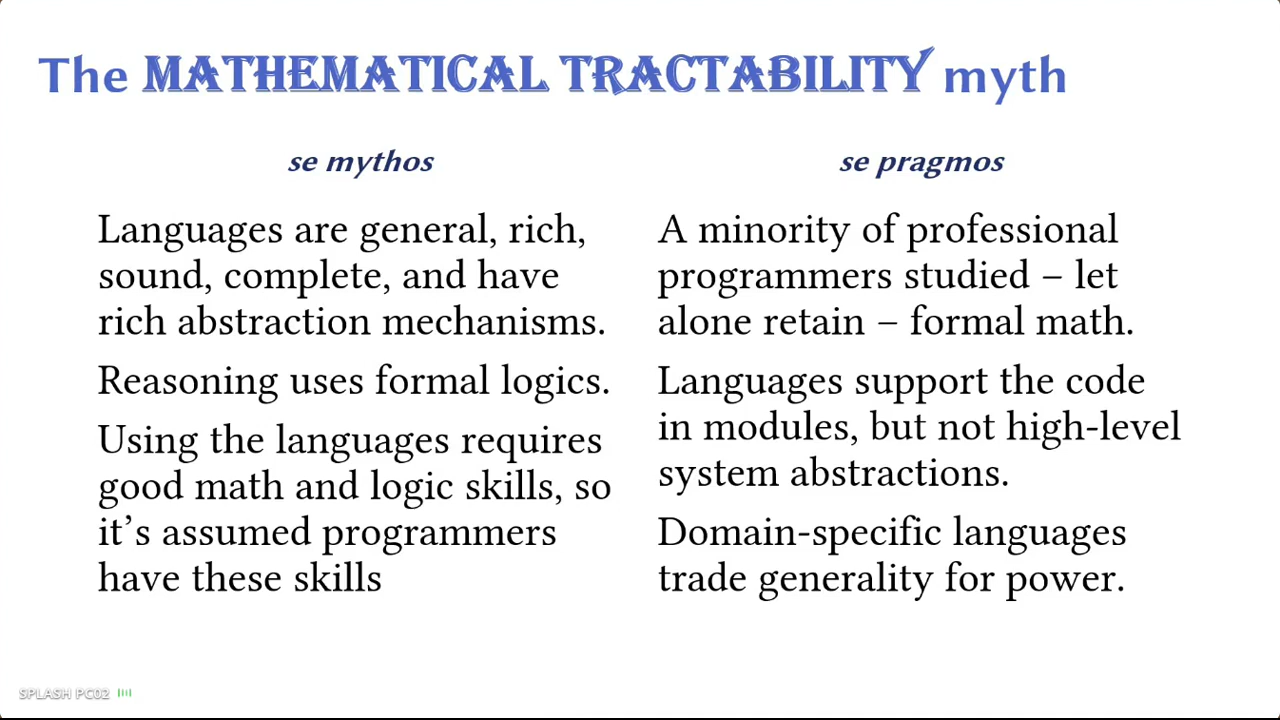 The MATHEMATICAL TRACTABILITY myth
se mythos
Languages are general, rich,
sound, complete, and have
rich abstraction mechanisms.
Reasoning uses formal logics.
Using the languages requires
good math and logic skills, so
it’s assumed programmers
have these skills
se pragmos
A minority of professional
programmers studied – let
alone retain – formal math.
Languages support the code
in modules, but not high-level
system abstractions.
Domain-specific languages
trade generality for power.
SPLASH PC02